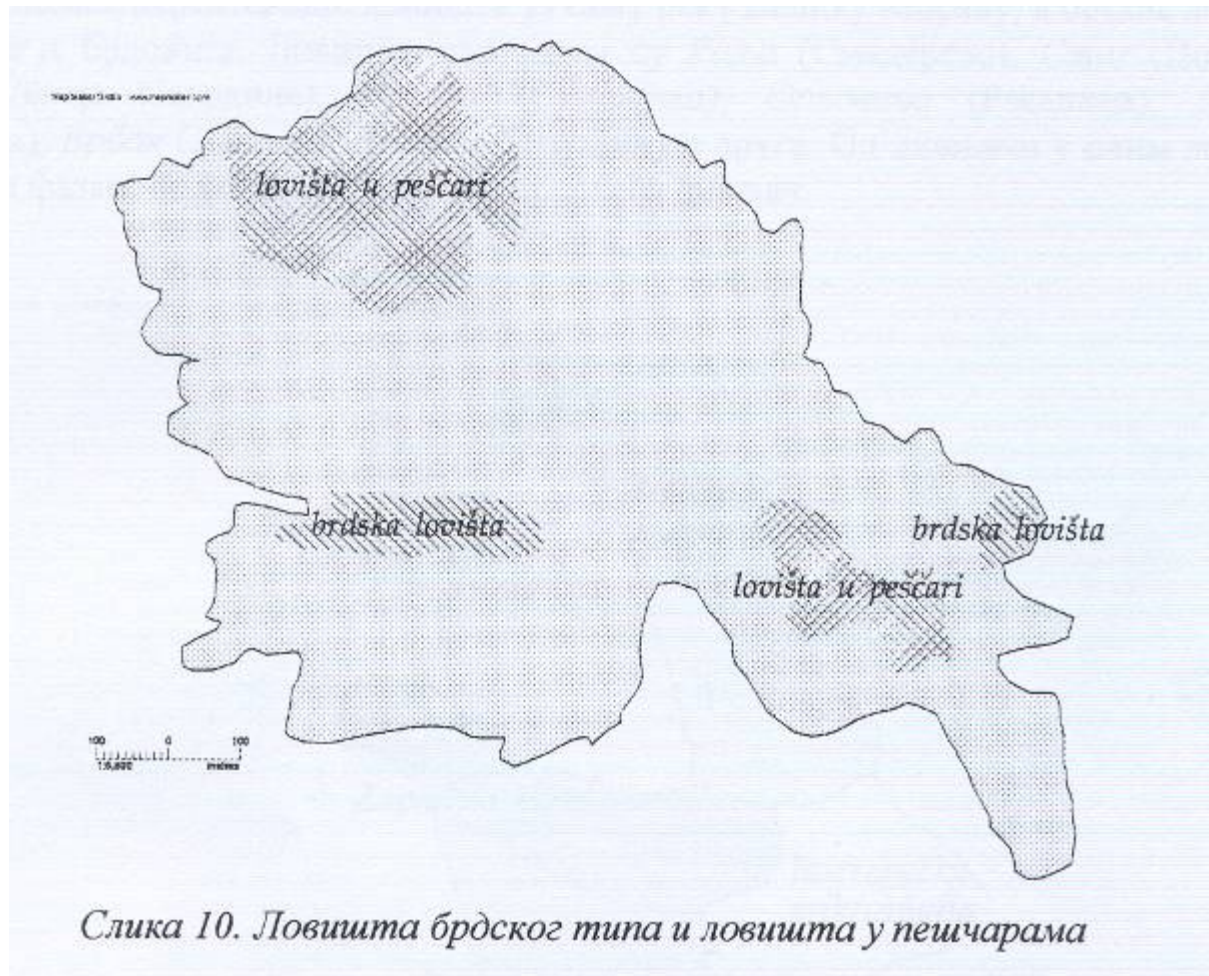 lovišta u peščari
brdska lovišta
brdska lovišta
lovišta u peščari
100 0 100
Слика 10. Ловишта брдског типа и ловишта у пешчарама